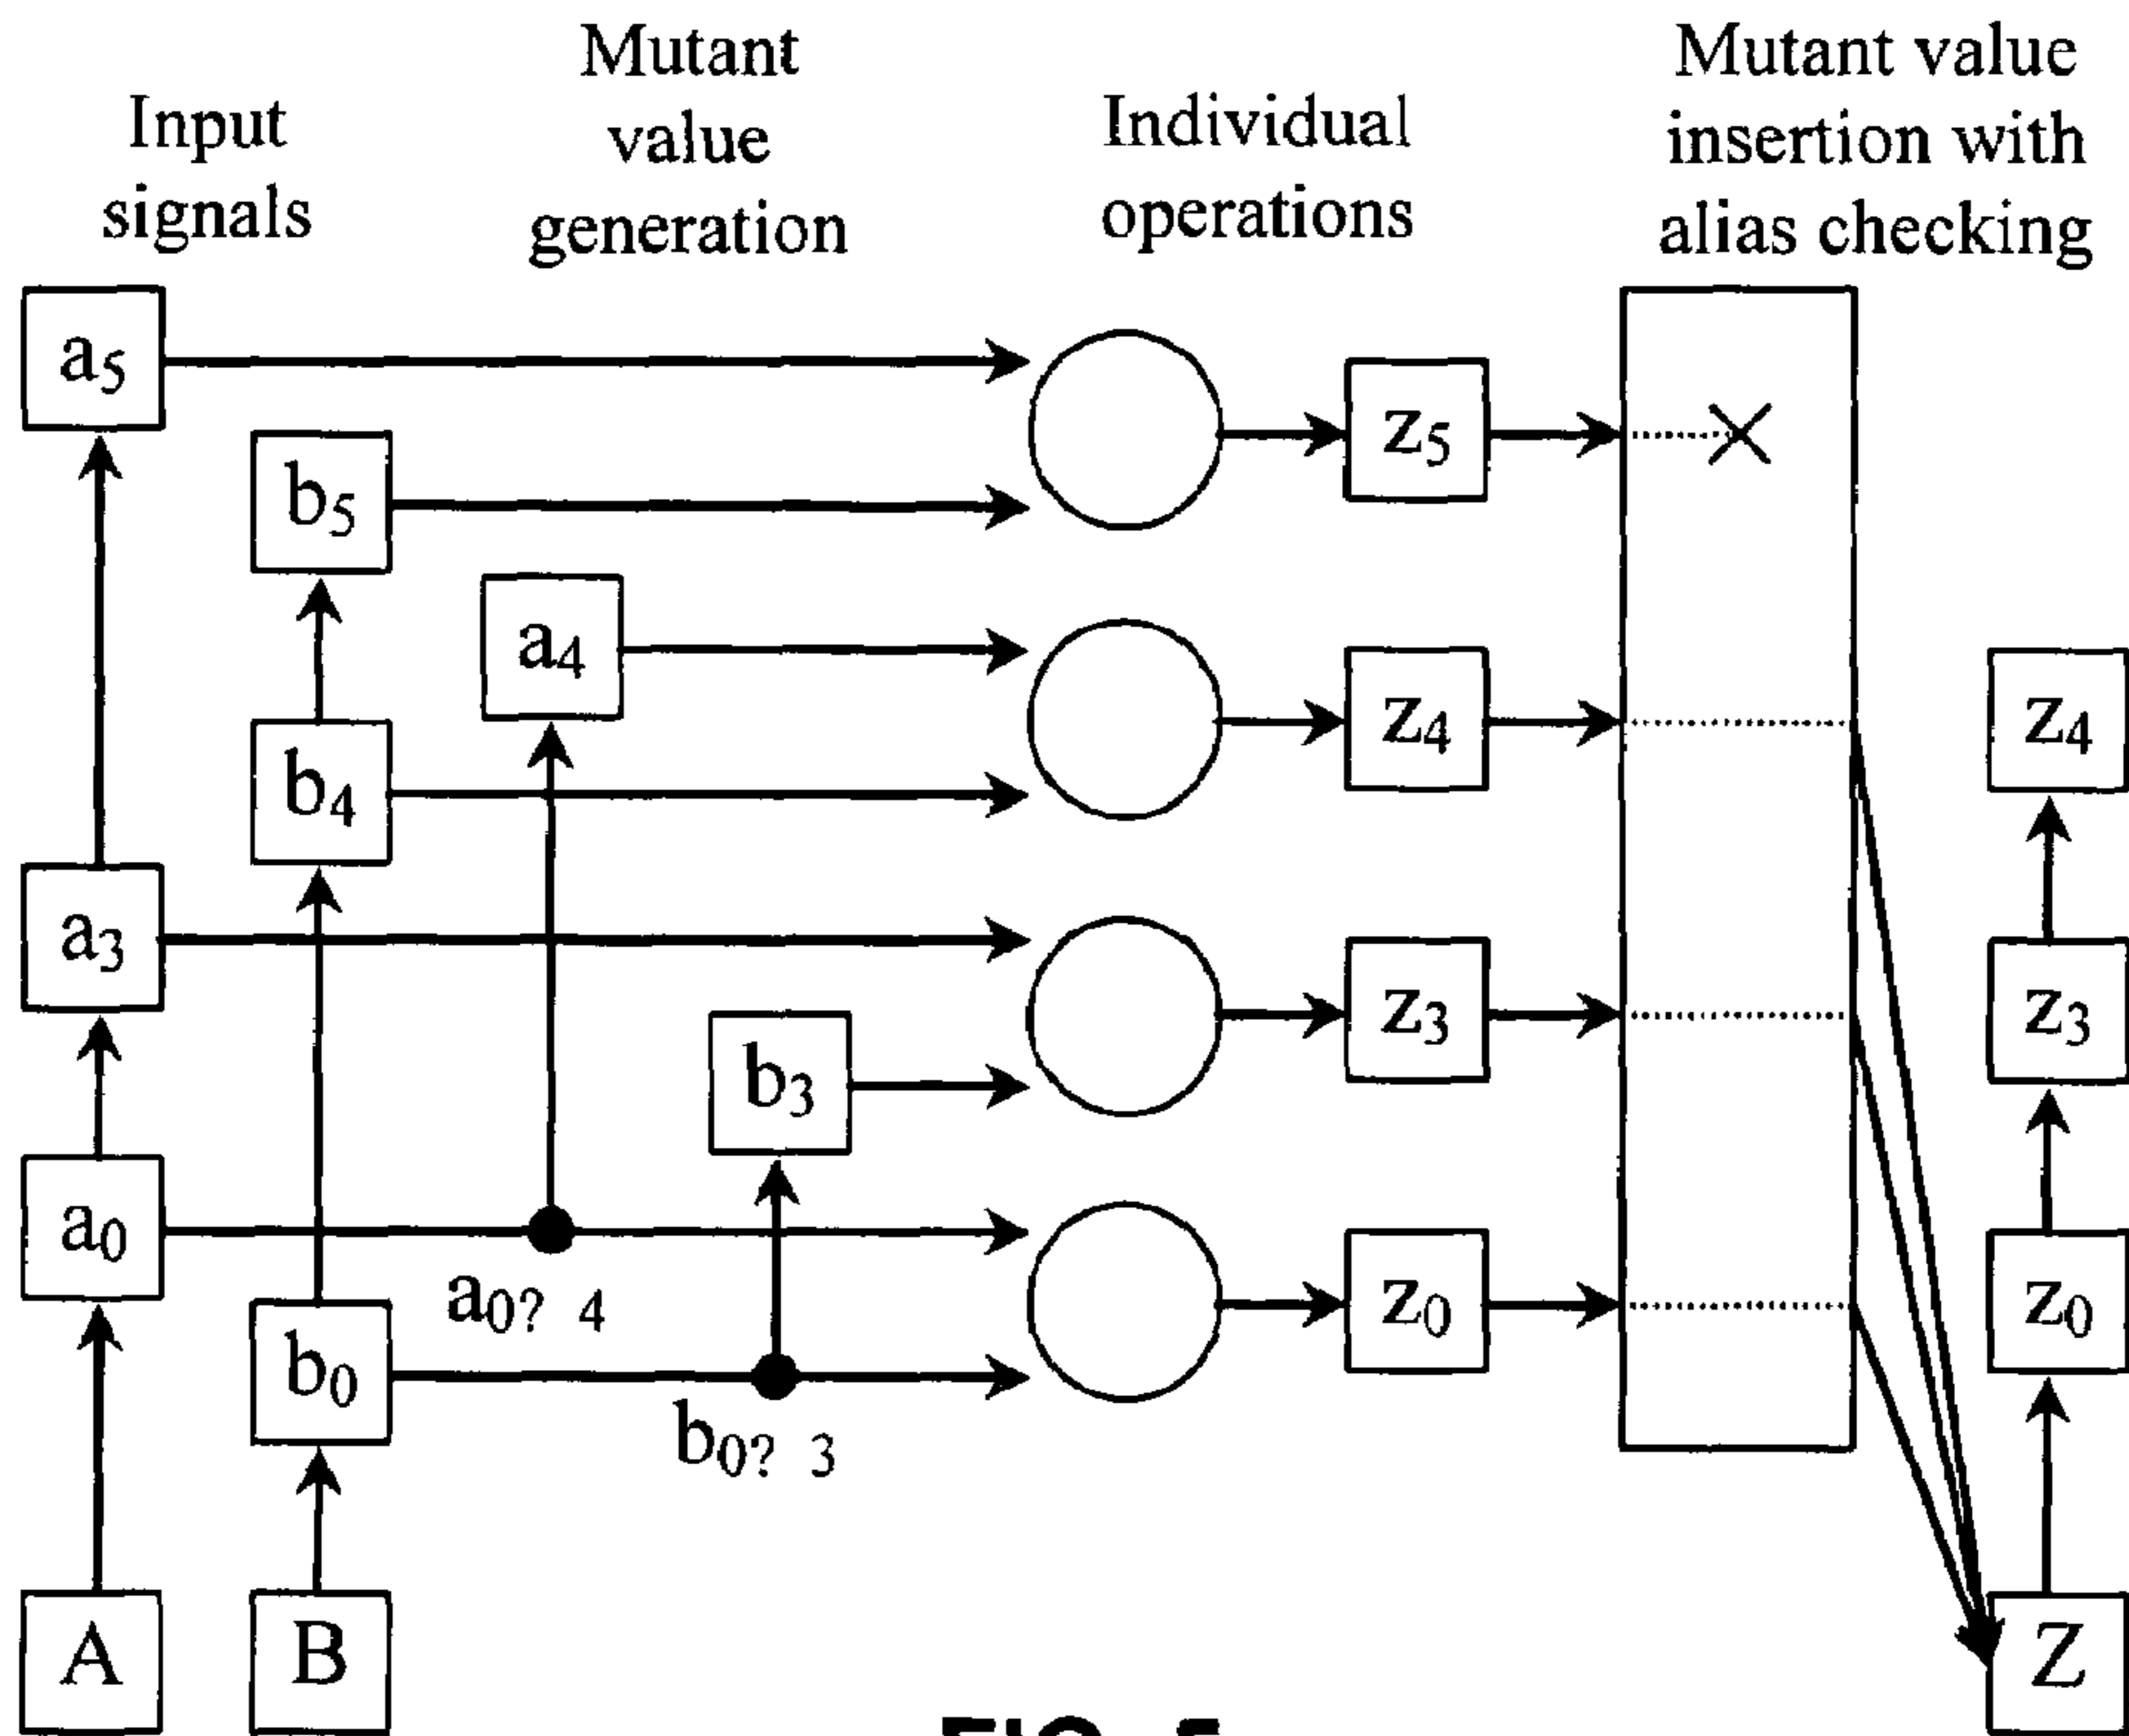 Input
signals
Mutant
value
generation
Individual
operations
Mutant value
insertion with
alias checking
a5
b5
z5
a4
z4
z4
b4
a3
z3
z3
b3
a0
a0? 4
z0
z0
b0
b0? 3
A
B
Z